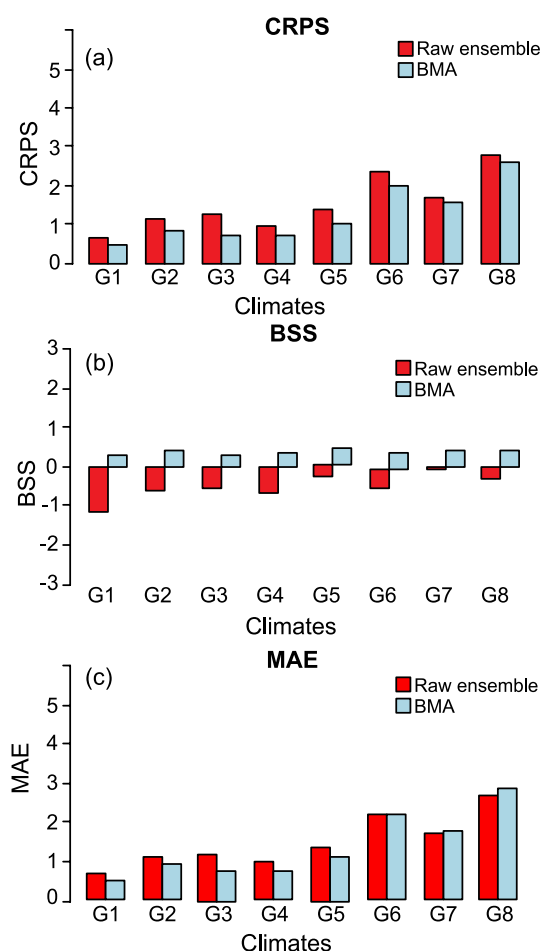 CRPS
(a)
Raw ensemble
BMA
CRPS
5
4
3
2
1
0
G1 G2 G3 G4 G5 G6 G7 G8
Climates
BSS
(b)
Raw ensemble
BMA
BSS
3
2
1
0
-1
-2
-3
G1 G2 G3 G4 G5 G6 G7 G8
Climates
MAE
(c)
Raw ensemble
BMA
MAE
5
4
3
2
1
0
G1 G2 G3 G4 G5 G6 G7 G8
Climates